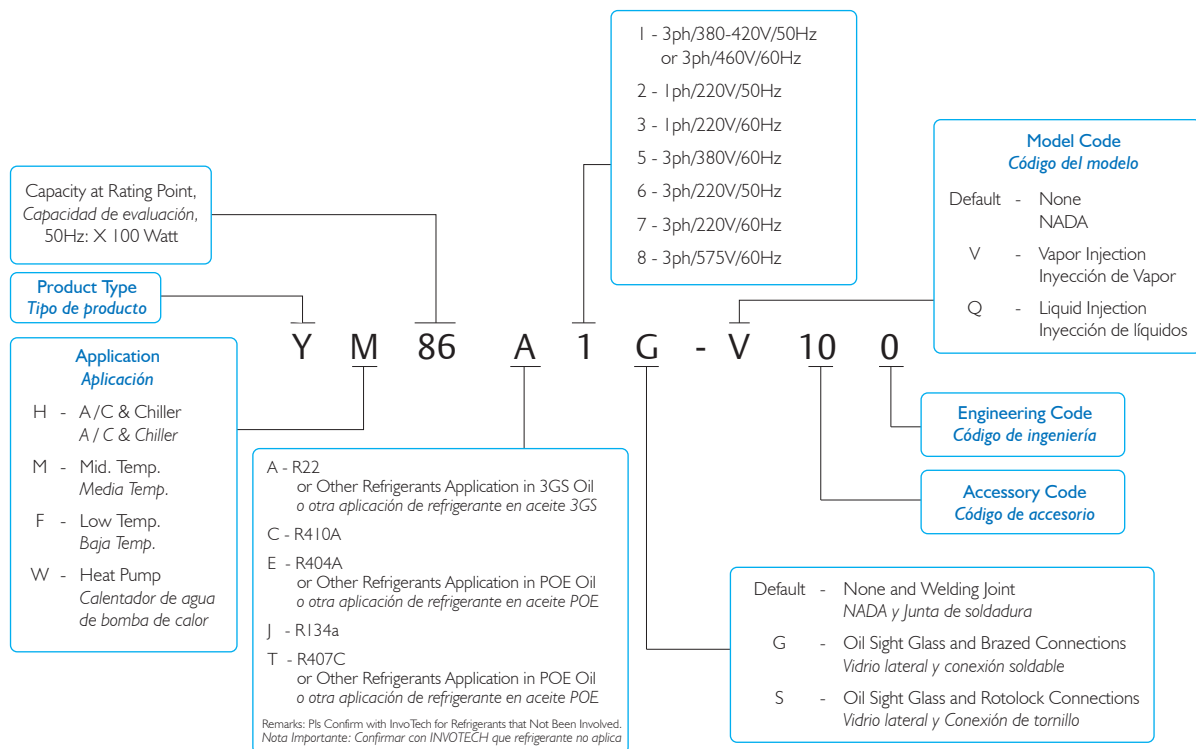 1 - 3ph/380-420V/50Hz
or 3ph/460V/60Hz
2 - 1ph/220V/50Hz
3 - 1ph/220V/60Hz
5 - 3ph/380V/60Hz
6 - 3ph/220V/50Hz
7 - 3ph/220V/60Hz
8 - 3ph/575V/60Hz
Model Code
Código del modelo
Default - None
NADA
V - Vapor Injection
Inyección de Vapor
Q - Liquid Injection
Inyección de líquidos
Capacity at Rating Point,
Capacidad de evaluación,
50Hz: X 100 Watt
Product Type
Tipo de producto
Y M 86 A 1 G - V 10 0
Application
Aplicación
H - A/C & Chiller
A / C & Chiller
M - Mid. Temp.
Media Temp.
F - Low Temp.
Baja Temp.
W - Heat Pump
Calentador de agua
de bomba de calor
A - R22
or Other Refrigerants Application in 3GS Oil
o otra aplicación de refrigerante en aceite 3GS
C - R410A
E - R404A
or Other Refrigerants Application in POE Oil
o otra aplicación de refrigerante en aceite POE
J - R134a
T - R407C
or Other Refrigerants Application in POE Oil
o otra aplicación de refrigerante en aceite POE
Remarks: Pls Confirm with InvoTech for Refrigerants that Not Been Involved.
Nota Importante: Confirmar con INVOTECH que refrigerante no aplica
Engineering Code
Código de ingeniería
Accessory Code
Código de accesorio
Default - None and Welding Joint
NADA y Junta de soldadura
G - Oil Sight Glass and Brazed Connections
Vidrio lateral y conexión soldable
S - Oil Sight Glass and Rotolock Connections
Vidrio lateral y Conexión de tornillo